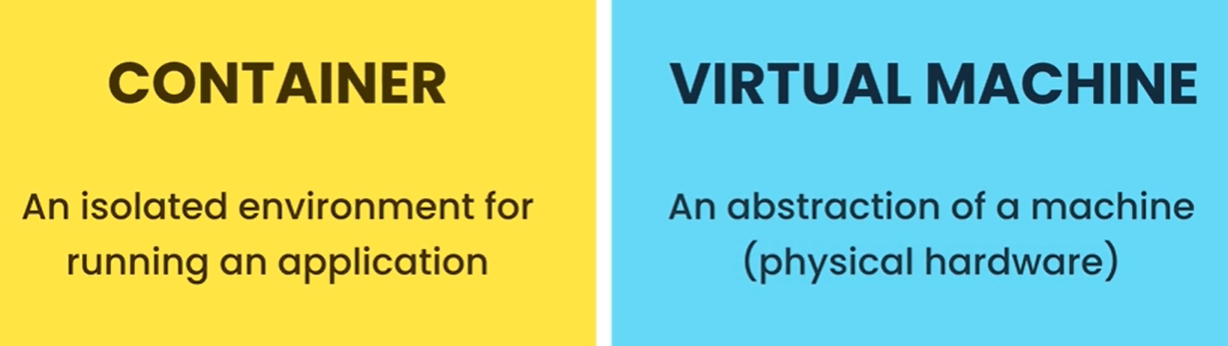 CONTAINER
An isolated environment for
running an application
VIRTUAL MACHINE
An abstraction of a machine
(physical hardware)